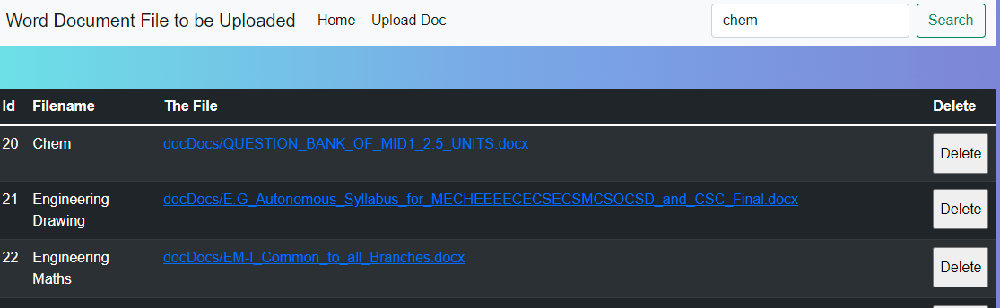 Word Document File to be Uploaded Home Upload Doc chem Search
Id Filename The File Delete
20 Chem docDocs/QUESTION_BANK_OF_MID1_2.5_UNITS.docx Delete
21 Engineering Drawing docDocs/E.G_Autonomous_Syllabus_for_MECHEEEECECSECSMCSOCSD_and_CSC_Final.docx Delete
22 Engineering Maths docDocs/EM-I_Common_to_all_Branches.docx Delete